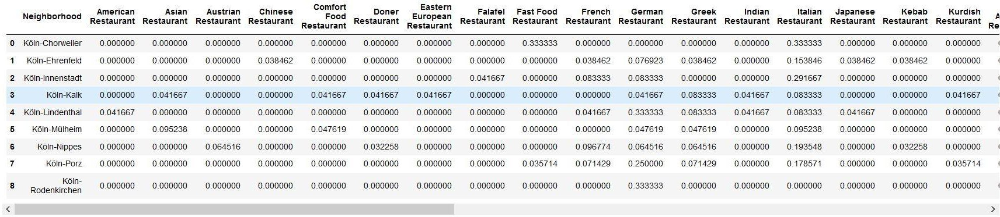 Neighborhood American Restaurant Asian Restaurant Austrian Restaurant Chinese Restaurant Comfort Food Restaurant Doner Restaurant Eastern European Restaurant Falafel Restaurant Fast Food Restaurant French Restaurant German Restaurant Greek Restaurant Indian Restaurant Italian Restaurant Japanese Restaurant Kebab Restaurant Kurdish Restaurant
0 Köln-Chorweiler 0.000000 0.000000 0.000000 0.000000 0.000000 0.000000 0.000000 0.000000 0.333333 0.000000 0.000000 0.000000 0.000000 0.333333 0.000000 0.000000 0.000000
1 Köln-Ehrenfeld 0.000000 0.000000 0.000000 0.038462 0.000000 0.000000 0.000000 0.000000 0.000000 0.038462 0.076923 0.038462 0.000000 0.153846 0.038462 0.038462 0.000000
2 Köln-Innenstadt 0.000000 0.000000 0.000000 0.000000 0.000000 0.000000 0.000000 0.041667 0.000000 0.083333 0.083333 0.000000 0.000000 0.291667 0.000000 0.000000 0.000000
3 Köln-Kalk 0.000000 0.041667 0.000000 0.000000 0.041667 0.041667 0.041667 0.000000 0.000000 0.000000 0.041667 0.083333 0.041667 0.083333 0.000000 0.000000 0.041667
4 Köln-Lindenthal 0.041667 0.000000 0.000000 0.000000 0.000000 0.000000 0.000000 0.000000 0.000000 0.041667 0.333333 0.083333 0.041667 0.083333 0.041667 0.000000 0.000000
5 Köln-Mülheim 0.000000 0.095238 0.000000 0.000000 0.047619 0.000000 0.000000 0.000000 0.000000 0.000000 0.047619 0.047619 0.000000 0.095238 0.000000 0.000000 0.000000
6 Köln-Nippes 0.000000 0.000000 0.064516 0.000000 0.000000 0.032258 0.000000 0.000000 0.000000 0.096774 0.064516 0.064516 0.000000 0.193548 0.000000 0.032258 0.000000
7 Köln-Porz 0.000000 0.000000 0.000000 0.000000 0.000000 0.000000 0.000000 0.000000 0.035714 0.071429 0.250000 0.071429 0.000000 0.178571 0.000000 0.000000 0.035714
8 Köln-Rodenkirchen 0.000000 0.000000 0.000000 0.000000 0.000000 0.000000 0.000000 0.000000 0.000000 0.000000 0.333333 0.000000 0.000000 0.000000 0.000000 0.000000 0.000000